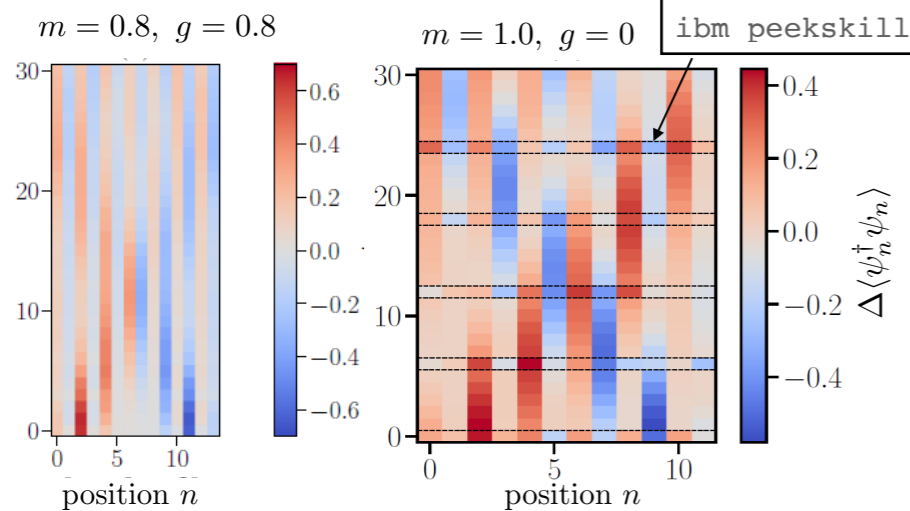 m = 0.8, g = 0.8
30
20
10
0
0 5 10
position n
0.6
0.4
0.2
0.0
−0.2
−0.4
−0.6
m = 1.0, g = 0
ibm peekskill
30
20
10
0
0 5 10
position n
0.4
0.2
0.0
−0.2
−0.4
Δ⟨ψ†ₙψₙ⟩